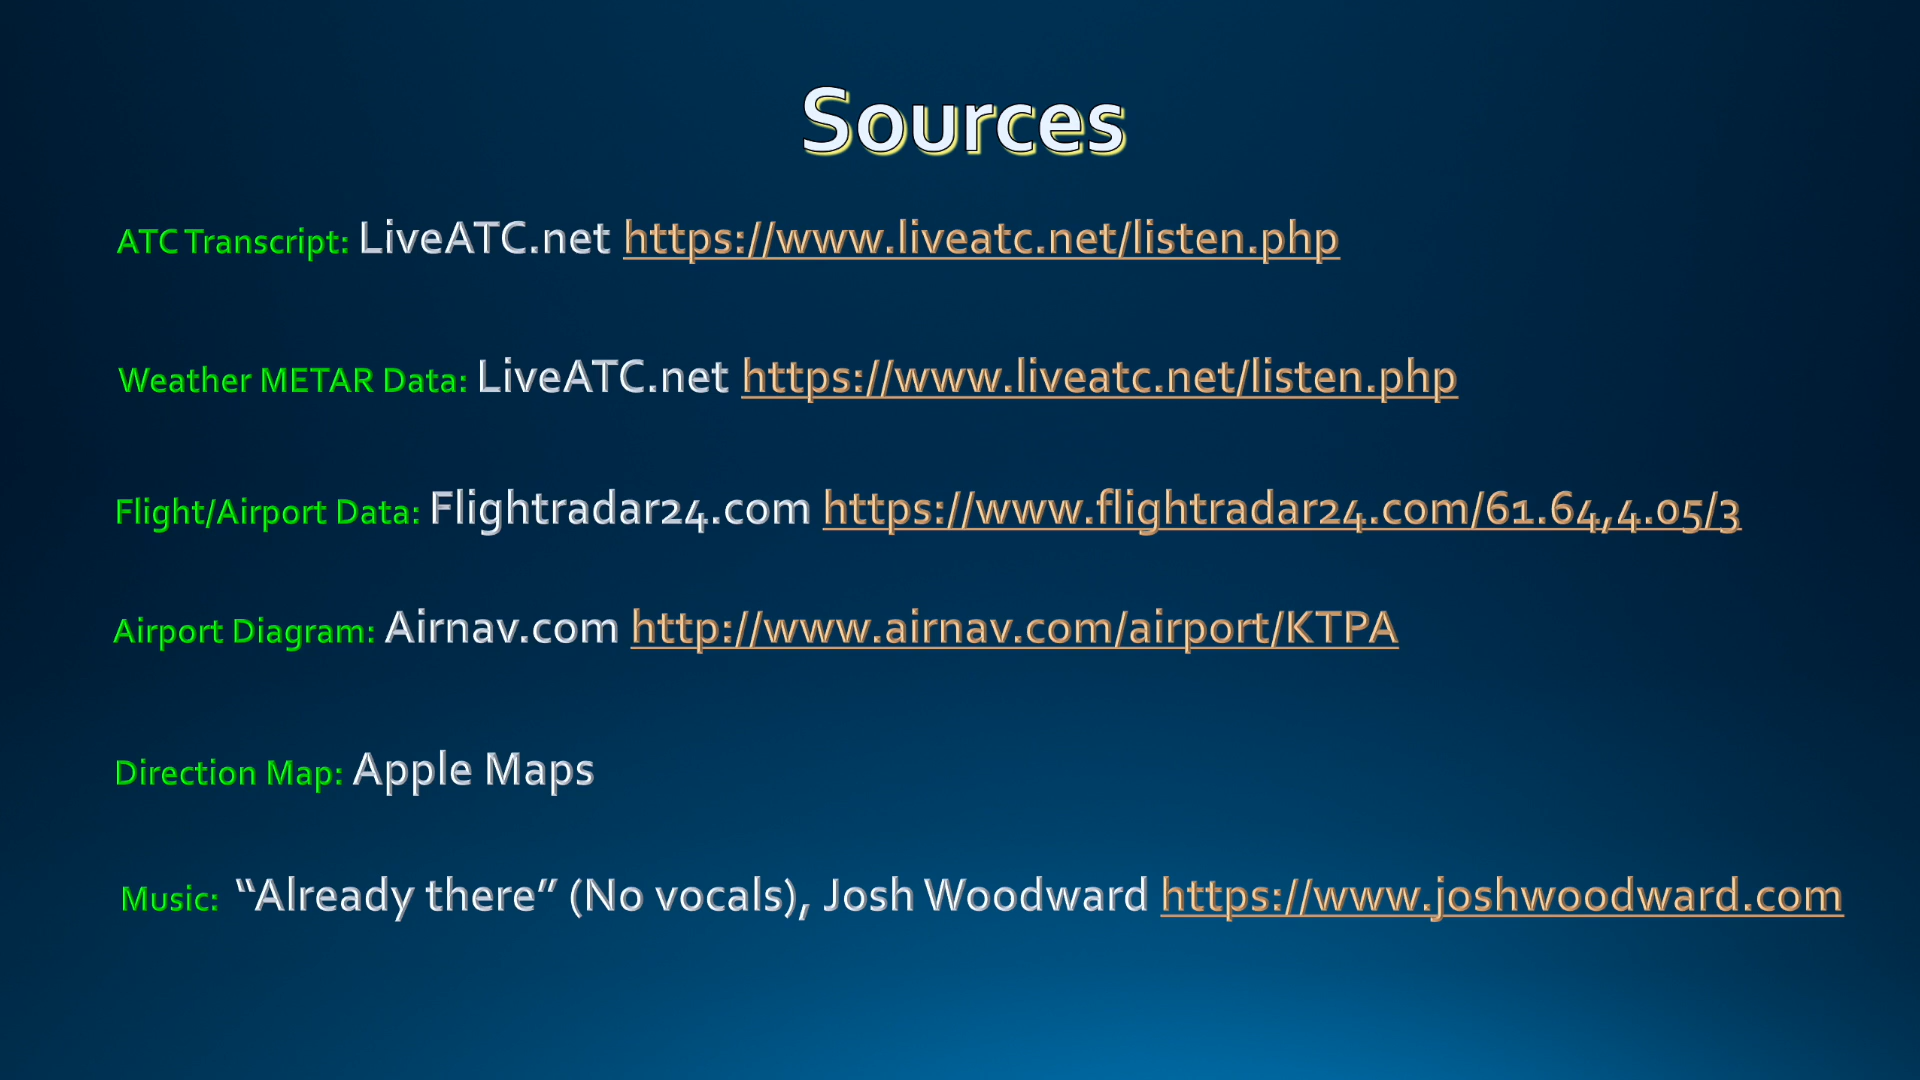 Sources
ATC Transcript: LiveATC.net https://www.liveatc.net/listen.php
Weather METAR Data: LiveATC.net https://www.liveatc.net/listen.php
Flight/Airport Data: Flightradar24.com https://www.flightradar24.com/61.64,4.05/3
Airport Diagram: Airnav.com http://www.airnav.com/airport/KTPA
Direction Map: Apple Maps
Music: “Already there” (No vocals), Josh Woodward https://www.joshwoodward.com